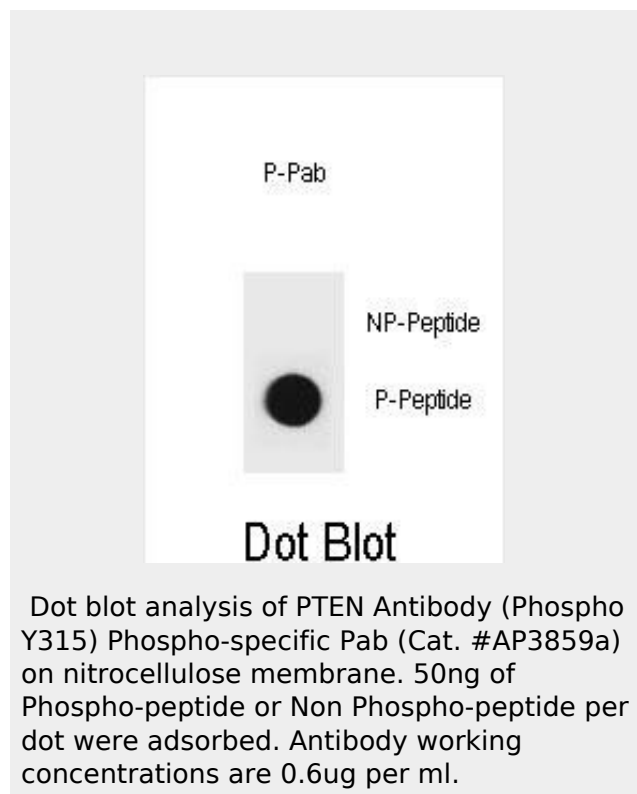 P-Pab
NP-Peptide
P-Peptide
Dot Blot
Dot blot analysis of PTEN Antibody (Phospho
Y315) Phospho-specific Pab (Cat. #AP3859a)
on nitrocellulose membrane. 50ng of
Phospho-peptide or Non Phospho-peptide per
dot were adsorbed. Antibody working
concentrations are 0.6ug per ml.